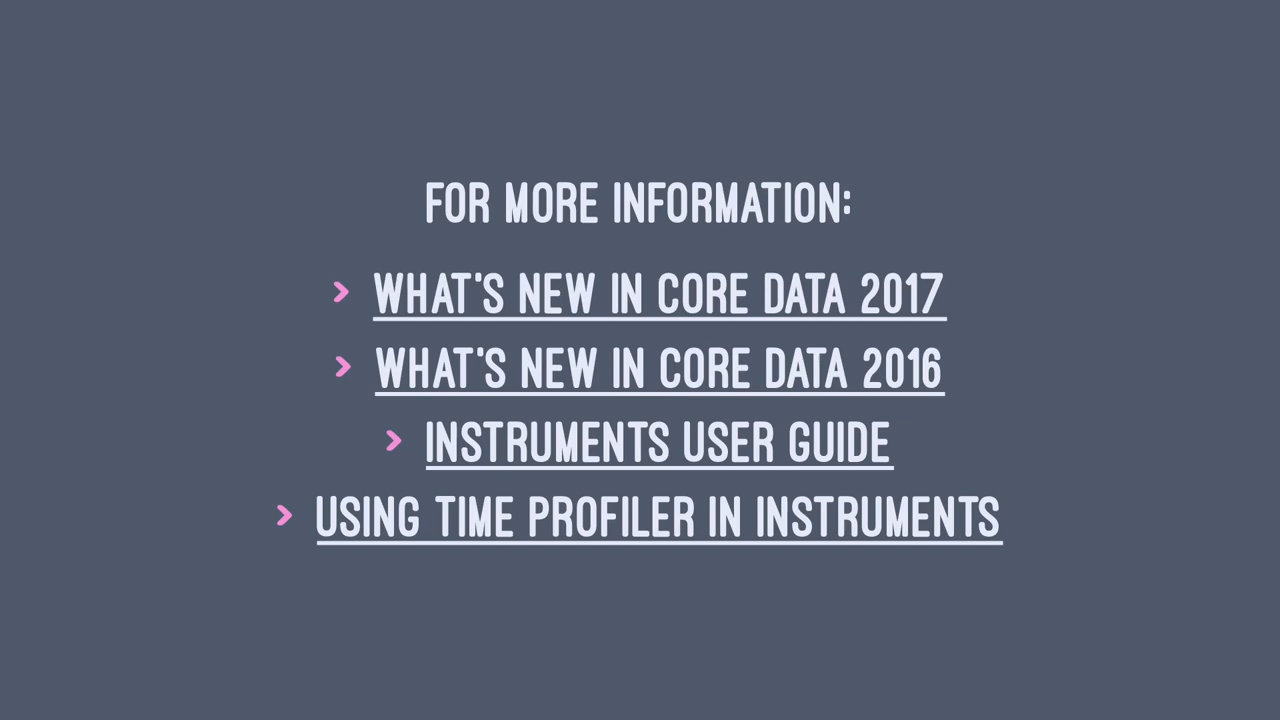 FOR MORE INFORMATION:
> WHAT'S NEW IN CORE DATA 2017
> WHAT'S NEW IN CORE DATA 2016
> INSTRUMENTS USER GUIDE
> USING TIME PROFILER IN INSTRUMENTS